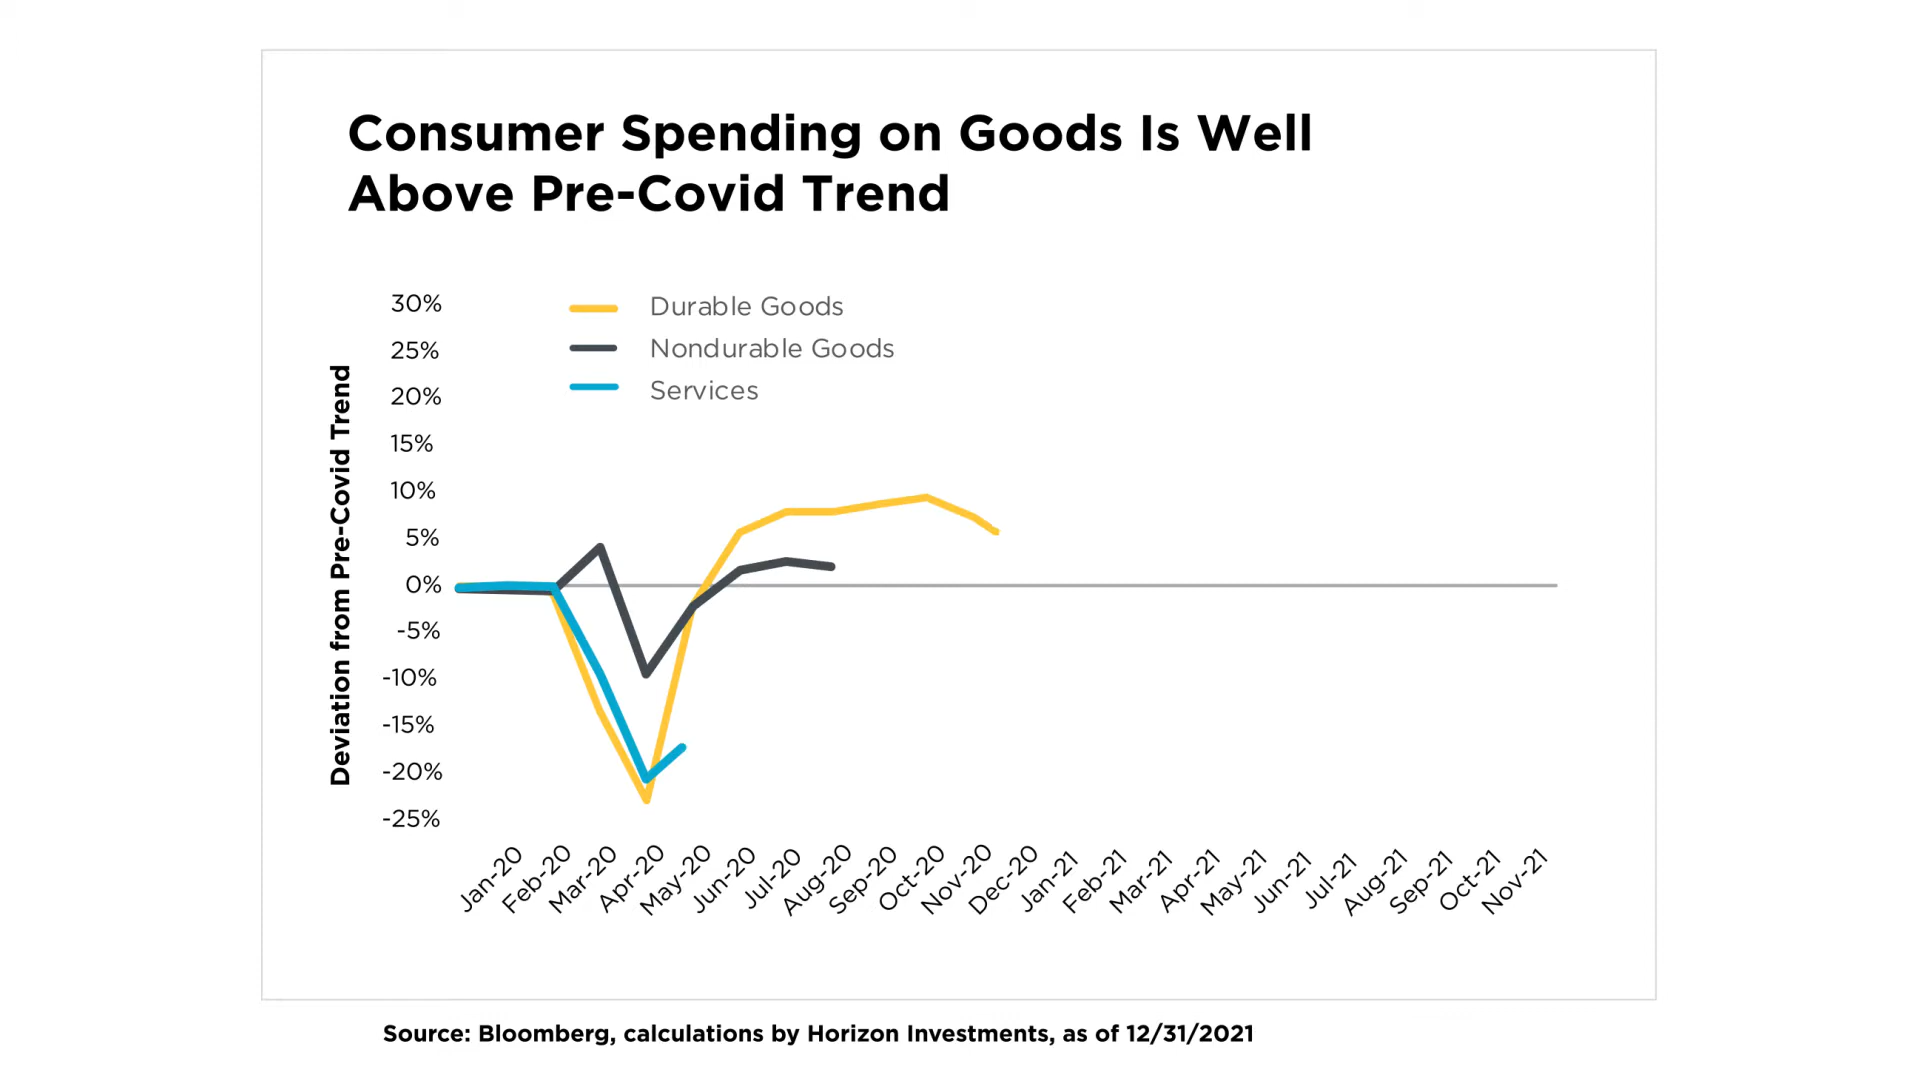 Consumer Spending on Goods Is Well
Above Pre-Covid Trend
Deviation from Pre-Covid Trend
30%
25%
20%
15%
10%
5%
0%
-5%
-10%
-15%
-20%
-25%
Durable Goods
Nondurable Goods
Services
Jan-20
Feb-20
Mar-20
Apr-20
May-20
Jun-20
Jul-20
Aug-20
Sep-20
Oct-20
Nov-20
Dec-20
Jan-21
Feb-21
Mar-21
Apr-21
May-21
Jun-21
Jul-21
Aug-21
Sep-21
Oct-21
Nov-21
Source: Bloomberg, calculations by Horizon Investments, as of 12/31/2021